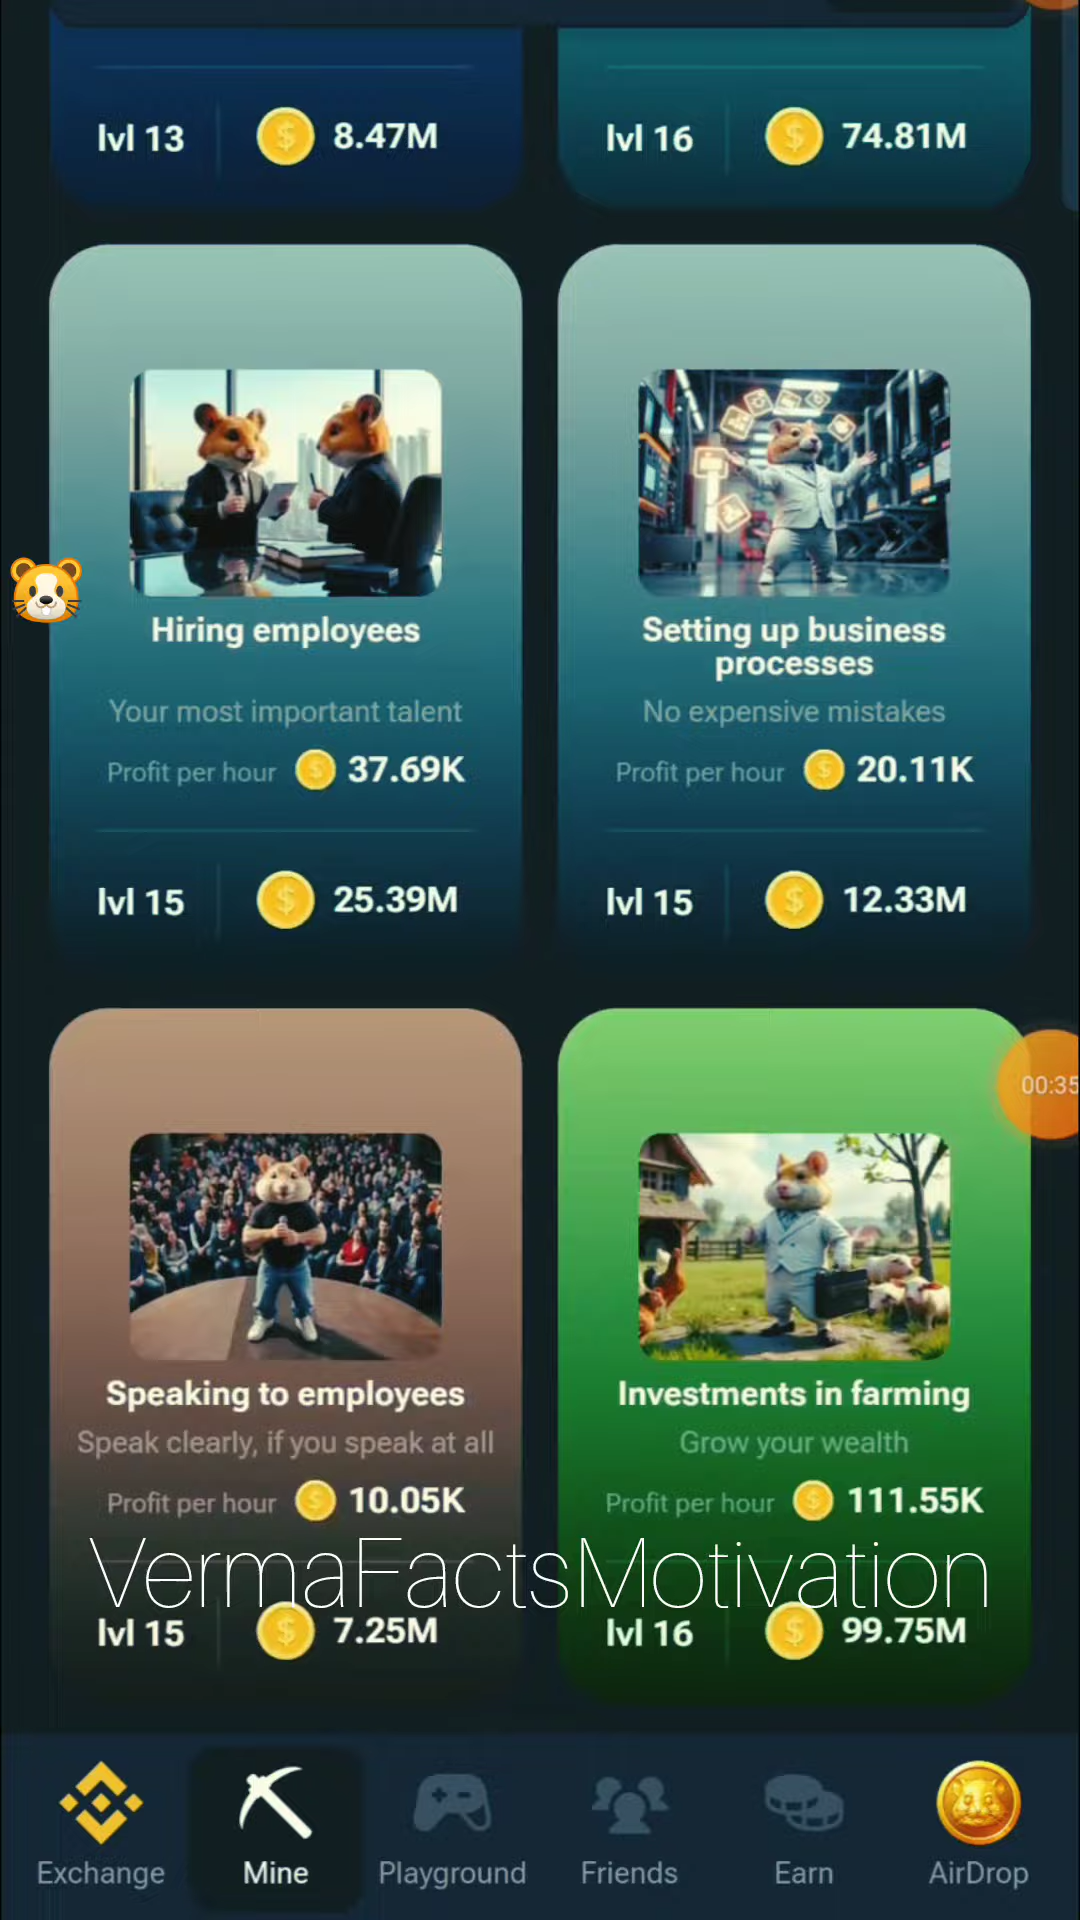 lvl 13
8.47M
lvl 16
74.81M
Hiring employees
Your most important talent
Profit per hour 37.69K
lvl 15
25.39M
Setting up business
processes
No expensive mistakes
Profit per hour 20.11K
lvl 15
12.33M
Speaking to employees
Speak clearly, if you speak at all
Profit per hour 10.05K
lvl 15
7.25M
Investments in farming
Grow your wealth
Profit per hour 111.55K
lvl 16
99.75M
00:35
VermaFactsMotivation
Exchange
Mine
Playground
Friends
Earn
AirDrop